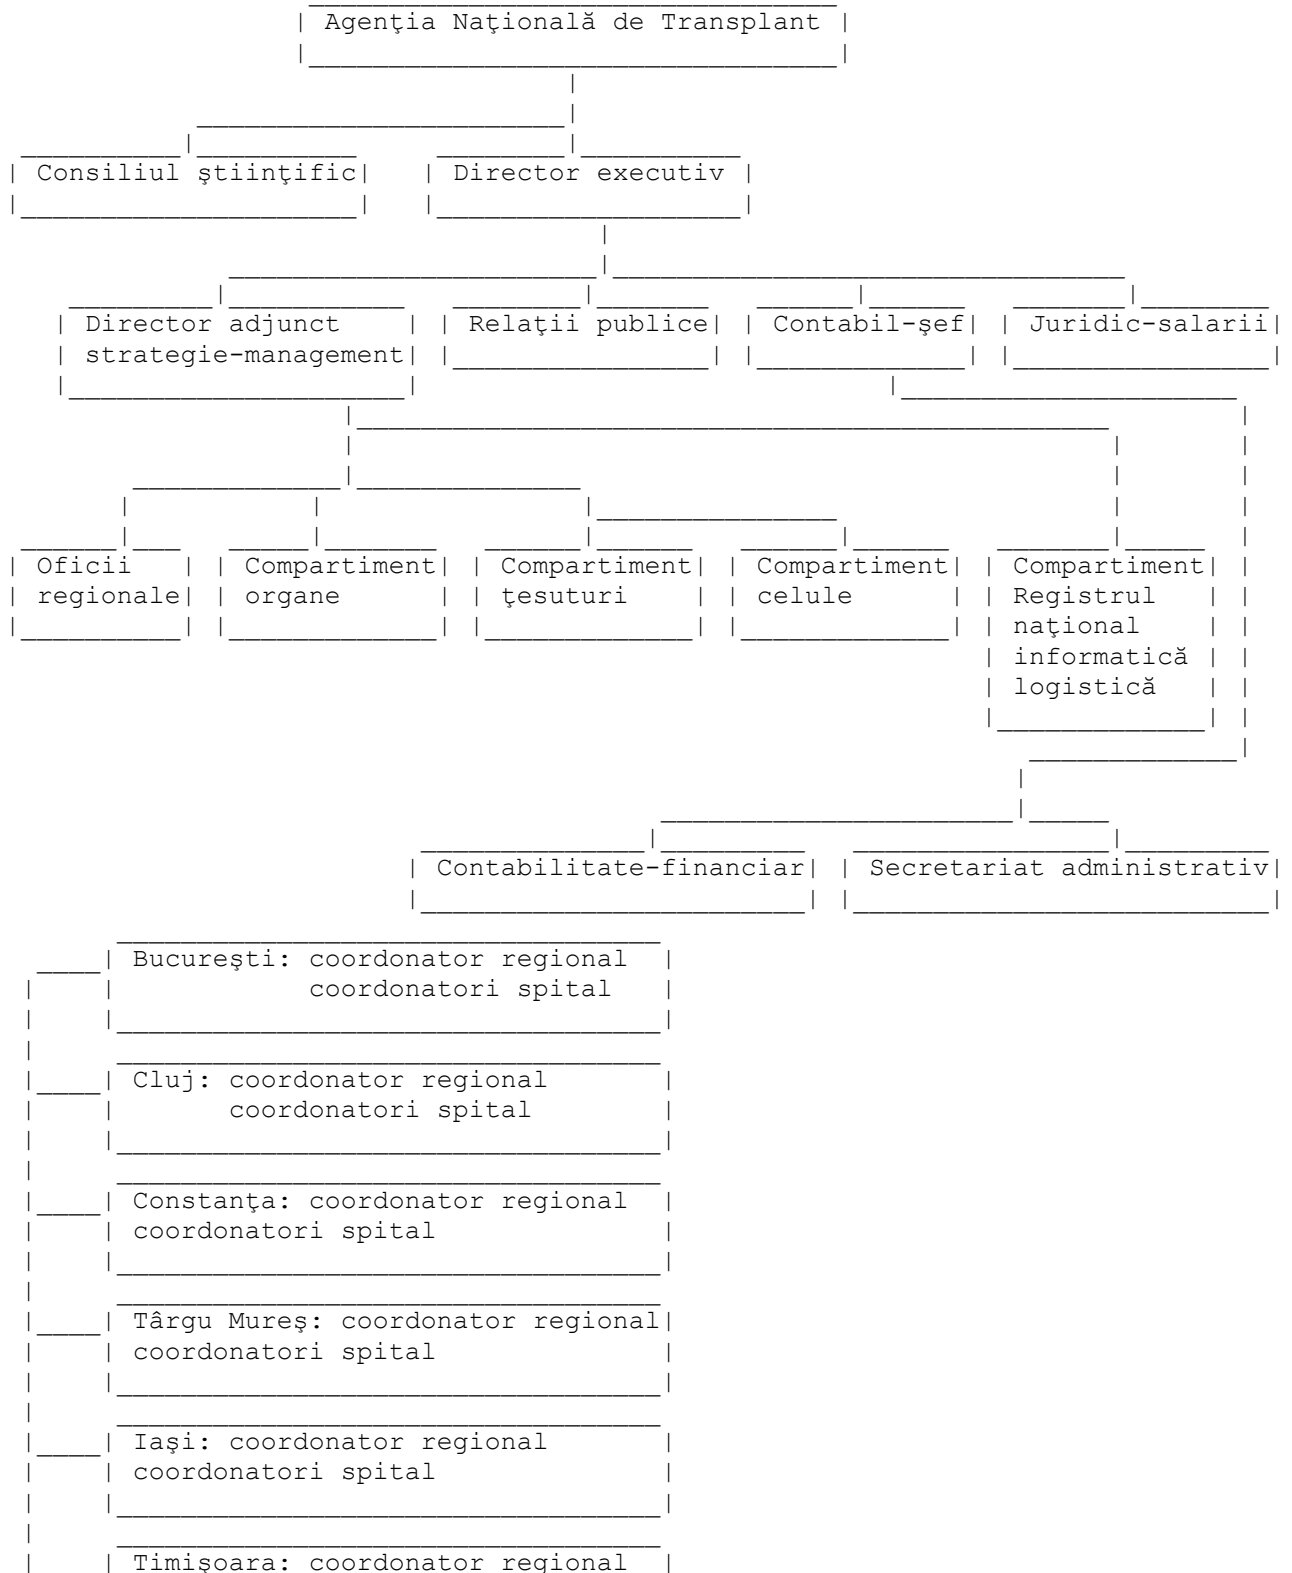 Agenţia Naţională de Transplant
Consiliul ştiinţific
Director executiv
Director adjunct
strategie-management
Relaţii publice
Contabil-şef
Juridic-salarii
Oficii
regionale
Compartiment
organe
Compartiment
ţesuturi
Compartiment
celule
Compartiment
Registrul
naţional
informatică
logistică
Contabilitate-financiar
Secretariat administrativ
Bucureşti: coordonator regional
coordonatori spital
Cluj: coordonator regional
coordonatori spital
Constanţa: coordonator regional
coordonatori spital
Târgu Mureş: coordonator regional
coordonatori spital
Iaşi: coordonator regional
coordonatori spital
Timişoara: coordonator regional